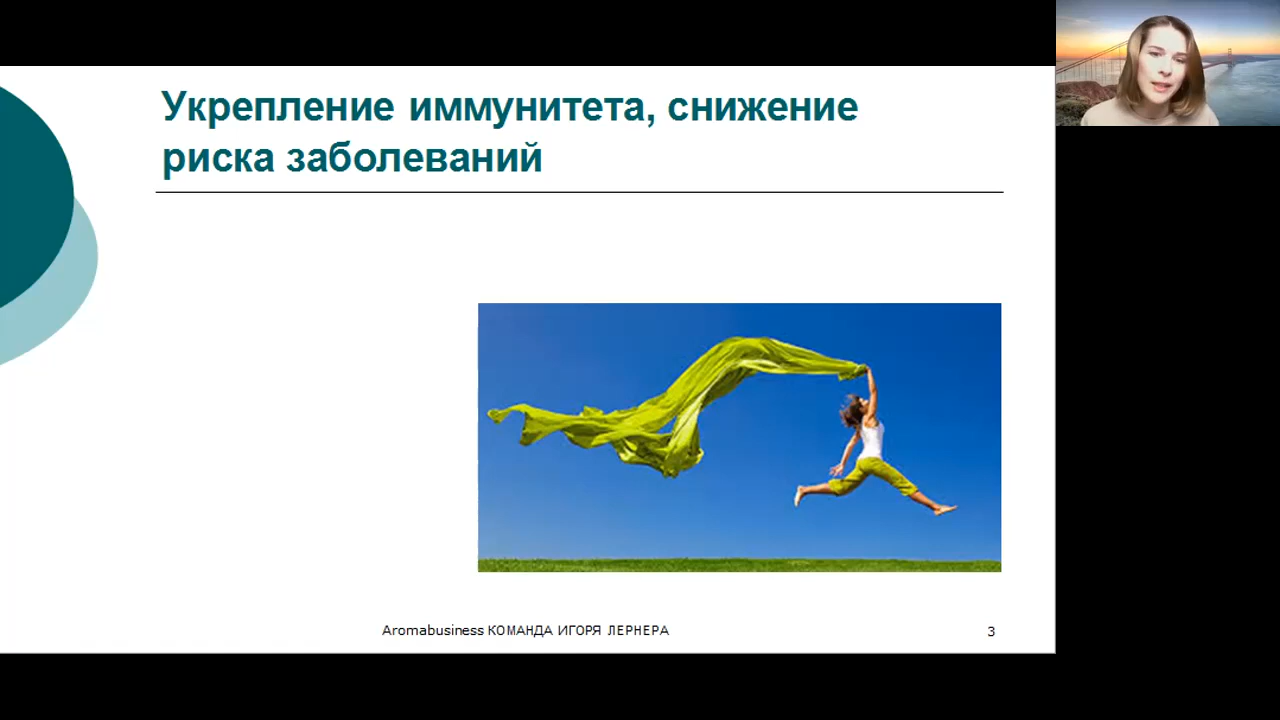 Укрепление иммунитета, снижение
риска заболеваний
Aromabusiness КОМАНДА ИГОРЯ ЛЕРНЕРА
3